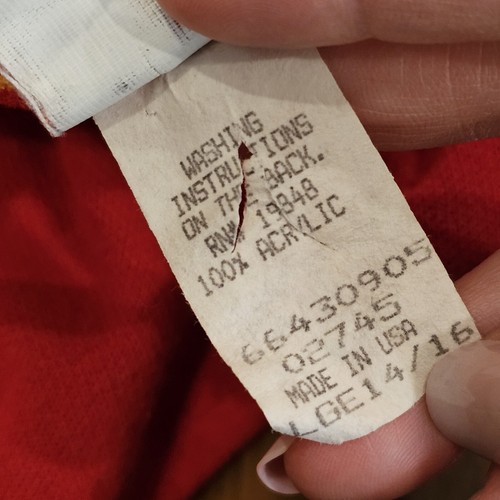 WASHING
INSTRUCTIONS
ON THE BACK.
RN# 19848
100% ACRYLIC
66430905
02745
MADE IN USA
LGE14/16